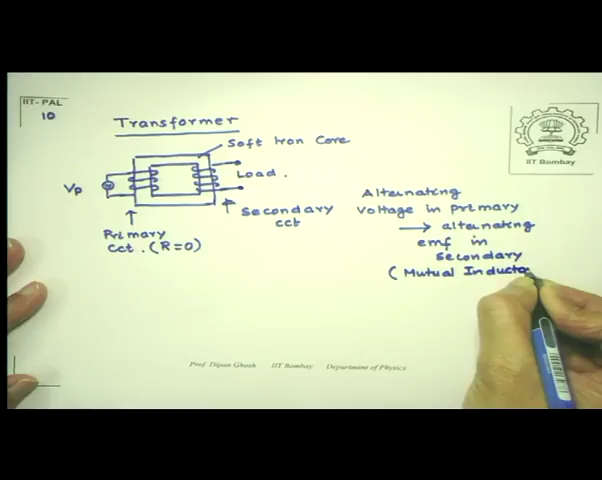 IIT-PAL
10
Transformer
Soft Iron Core
Vp
Load.
Secondary
cct
Primary
cct. (R=0)
Alternating
Voltage in primary
→ alternating
emf in
Secondary
(Mutual Inducta
IIT Bombay
Prof Dipan Ghosh IIT Bombay Department of Physics